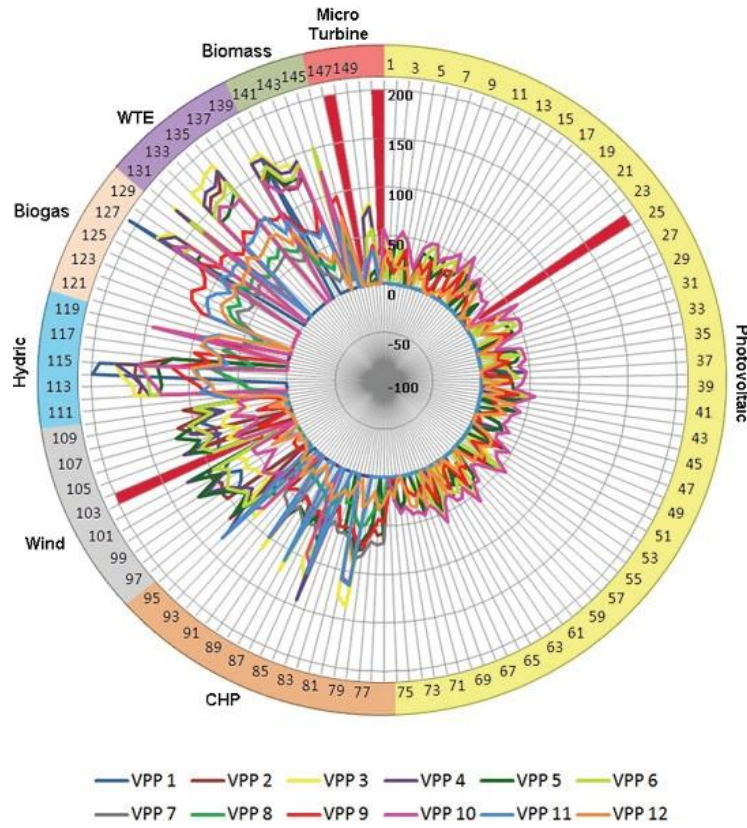 Micro
Turbine
Biomass
WTE
Biogas
Hydric
Wind
CHP
Photovoltaic
1 3 5 7 9 11 13 15 17 19 21 23 25 27 29 31 33 35 37 39 41 43 45 47 49 51 53 55 57 59 61 63 65 67 69 71 73 75 77 79 81 83 85 87 89 91 93 95 97 99 101 103 105 107 109 111 113 115 117 119 121 123 125 127 129 131 133 135 137 139 141 143 145 147 149
200
150
100
50
0
-50
-100
VPP 1 VPP 2 VPP 3 VPP 4 VPP 5 VPP 6
VPP 7 VPP 8 VPP 9 VPP 10 VPP 11 VPP 12